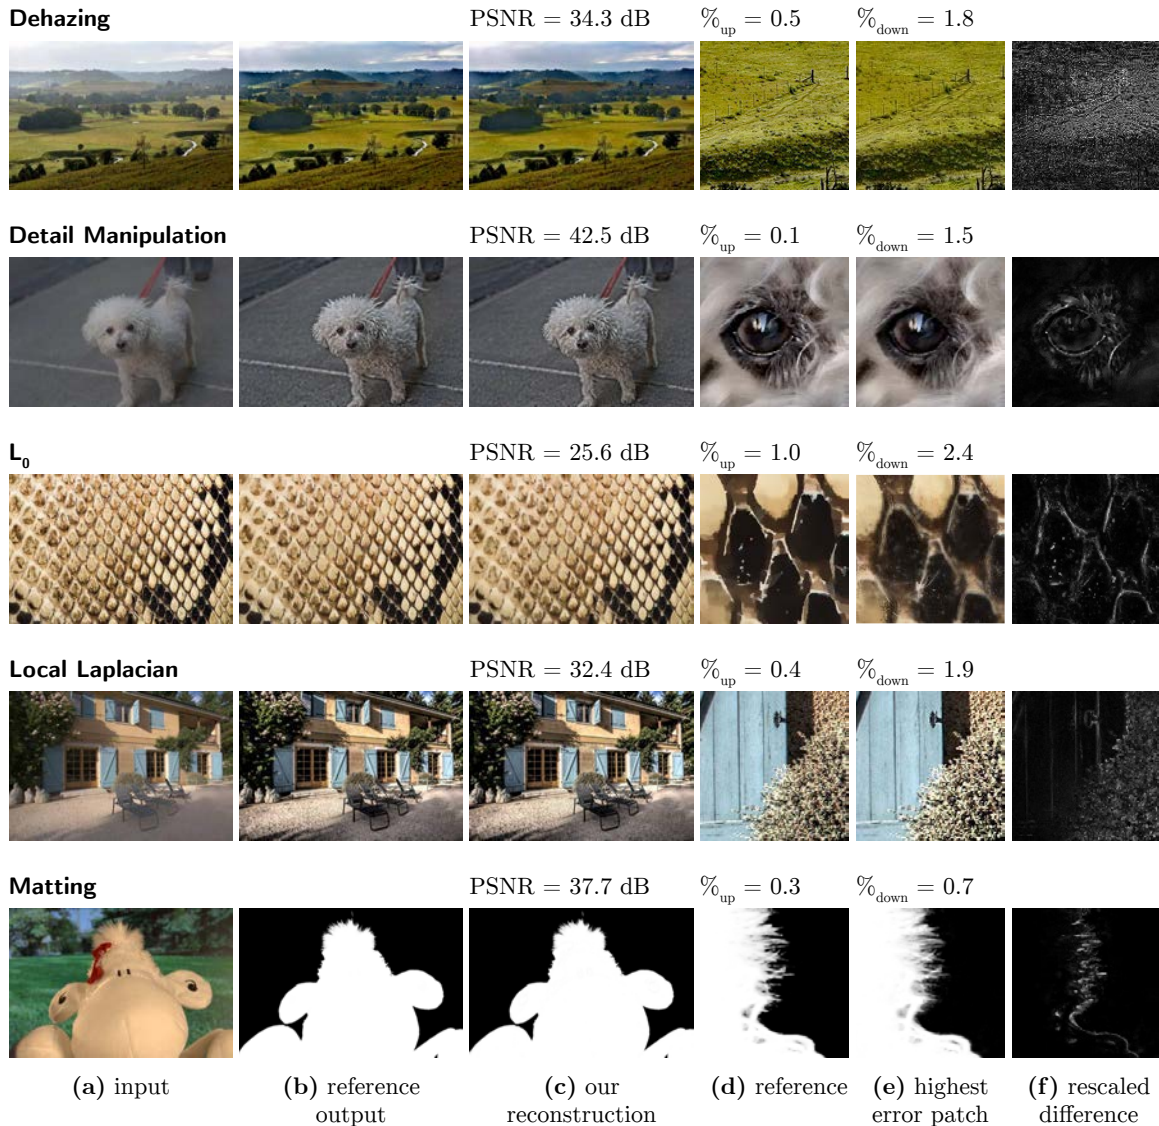 Dehazing PSNR = 34.3 dB %up = 0.5 %down = 1.8
Detail Manipulation PSNR = 42.5 dB %up = 0.1 %down = 1.5
L0 PSNR = 25.6 dB %up = 1.0 %down = 2.4
Local Laplacian PSNR = 32.4 dB %up = 0.4 %down = 1.9
Matting PSNR = 37.7 dB %up = 0.3 %down = 0.7
(a) input
(b) reference
output
(c) our
reconstruction
(d) reference
(e) highest
error patch
(f) rescaled
difference